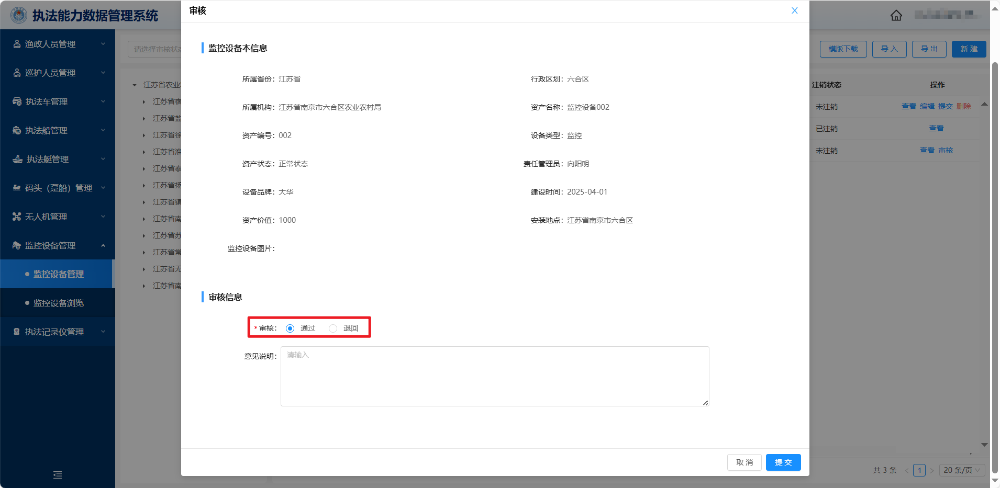 执法能力数据管理系统
渔政人员管理
巡护人员管理
执法车管理
执法船管理
执法艇管理
码头（趸船）管理
无人机管理
监控设备管理
监控设备管理
监控设备浏览
执法记录仪管理
请选择审核状态
江苏省农业
江苏省宿
江苏省盐
江苏省徐
江苏省淮
江苏省泰
江苏省扬
江苏省镇
江苏省南
江苏省苏
江苏省常
江苏省无
江苏省南
审核
X
监控设备本信息
所属省份：江苏省 行政区划：六合区
所属机构：江苏省南京市六合区农业农村局 资产名称：监控设备002
资产编号：002 设备类型：监控
资产状态：正常状态 责任管理员：向阳明
设备品牌：大华 建设时间：2025-04-01
资产价值：1000 安装地点：江苏省南京市六合区
监控设备图片：
审核信息
*审核： 通过 退回
意见说明： 请输入
取 消 提 交
模版下载 导 入 导 出 新 建
注销状态 操作
未注销 查看 编辑 提交 删除
已注销 查看
未注销 查看 审核
共 3 条 < 1 > 20 条/页